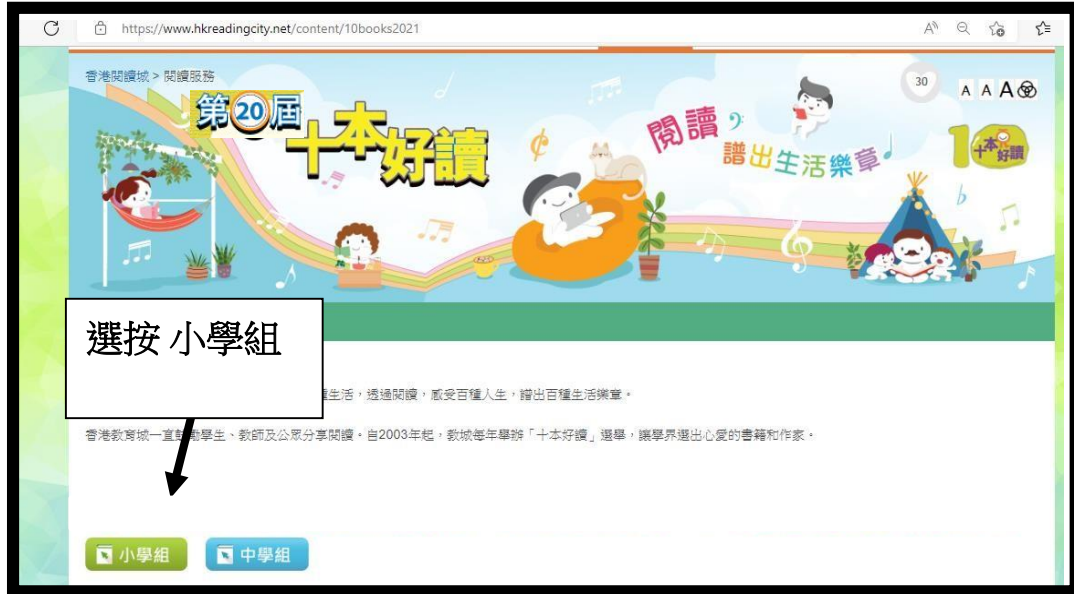 https://www.hkreadingcity.net/content/10books2021
香港閱讀城 > 閱讀服務
30
A A A
第20屆
十本好讀
閱讀
譜出生活樂章
十本好讀
選按 小學組
生活，透過閱讀，感受百種人生，譜出百種生活樂章。
香港教育城一直鼓勵學生、教師及公眾分享閱讀。自2003年起，教城每年舉辦「十本好讀」選舉，讓學界選出心愛的書籍和作家。
小學組
中學組